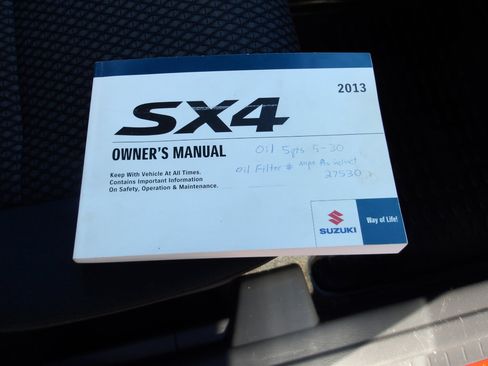 2013
SX4
OWNER'S MANUAL
Oil 5qts 5-30
Keep With Vehicle At All Times.
Contains Important Information
On Safety, Operation & Maintenance.
Oil Filter #
27530
SUZUKI
Way of Life!